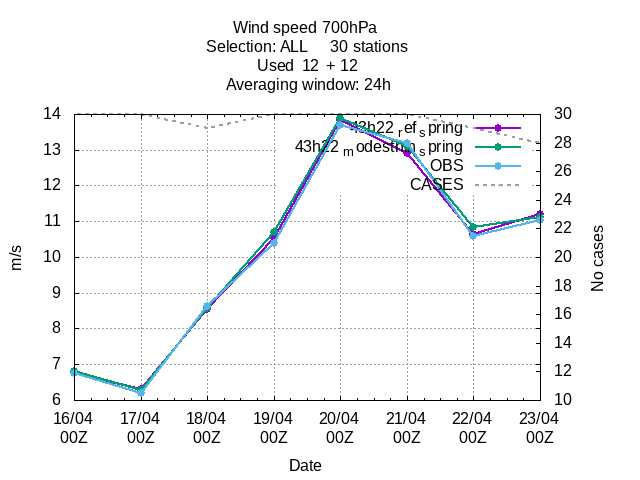 Wind speed 700hPa
Selection: ALL 30 stations
Used 12 + 12
Averaging window: 24h
14 30
43h22 refs pring
13 28
OBS
12 26
CASES
24
11 22
10 20
9 18
16
8 14
7 12
6 10
m/s
No cases
16/04 17/04 18/04 19/04 20/04 21/04 22/04 23/04
00Z 00Z 00Z 00Z 00Z 00Z 00Z 00Z
Date